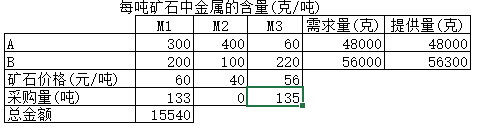 每吨矿石中金属的含量(克/吨)
M1 M2 M3 需求量(克) 提供量(克)
A 300 400 60 48000 48000
B 200 100 220 56000 56300
矿石价格(元/吨) 60 40 56
采购量(吨) 133 0 135
总金额 15540